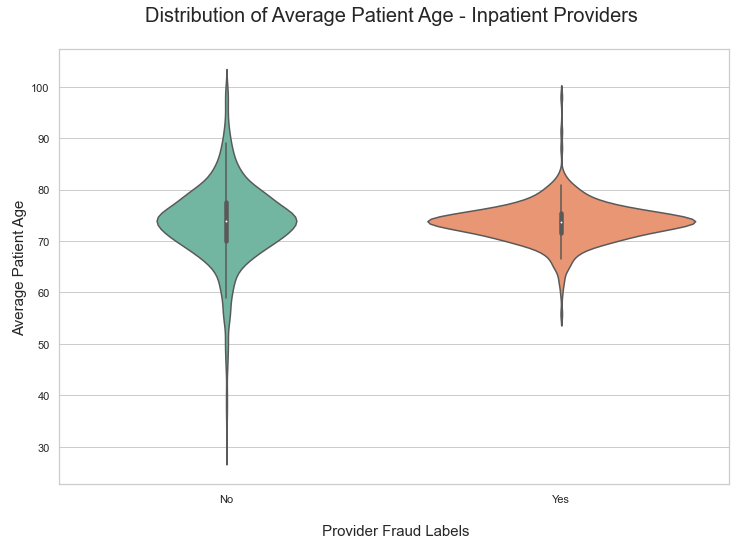 Distribution of Average Patient Age - Inpatient Providers
Average Patient Age
100
90
80
70
60
50
40
30
No
Yes
Provider Fraud Labels